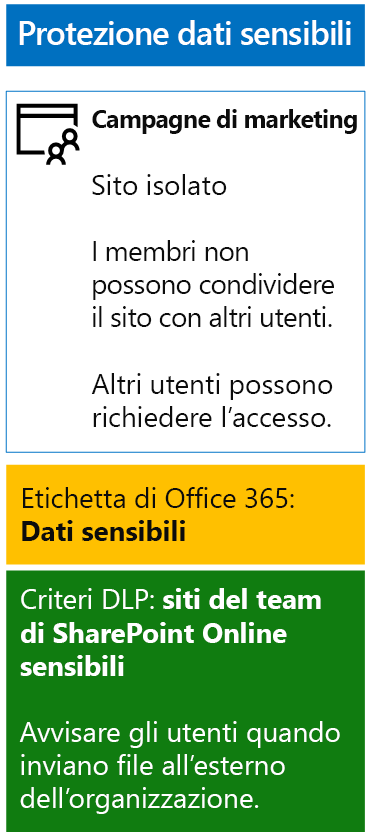 Protezione dati sensibili
Campagne di marketing
Sito isolato
I membri non
possono condividere
il sito con altri utenti.
Altri utenti possono
richiedere l’accesso.
Etichetta di Office 365:
Dati sensibili
Criteri DLP: siti del team
di SharePoint Online
sensibili
Avvisare gli utenti quando
inviano file all’esterno
dell’organizzazione.